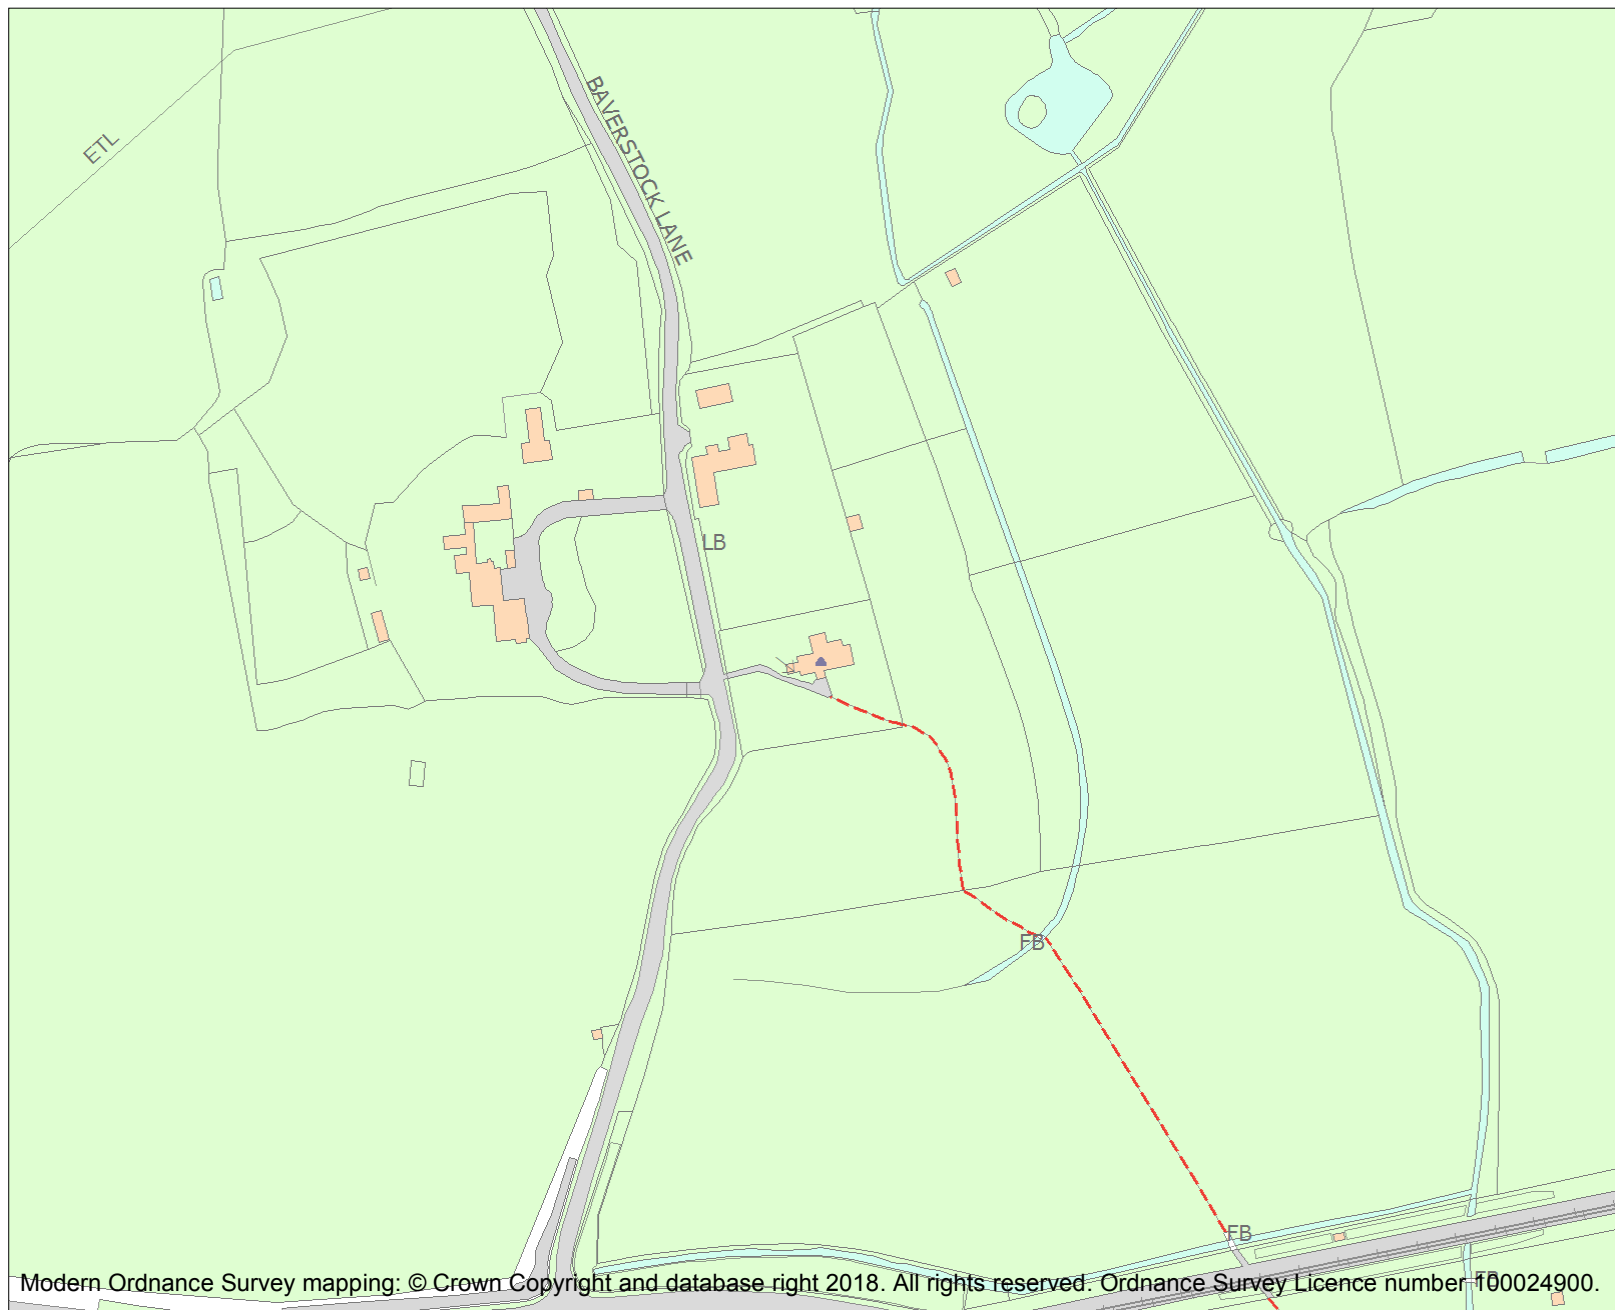 BAVERSTOCK LANE
ETL
LB
FB
FB
FB
Modern Ordnance Survey mapping: © Crown Copyright and database right 2018. All rights reserved. Ordnance Survey Licence number 100024900.